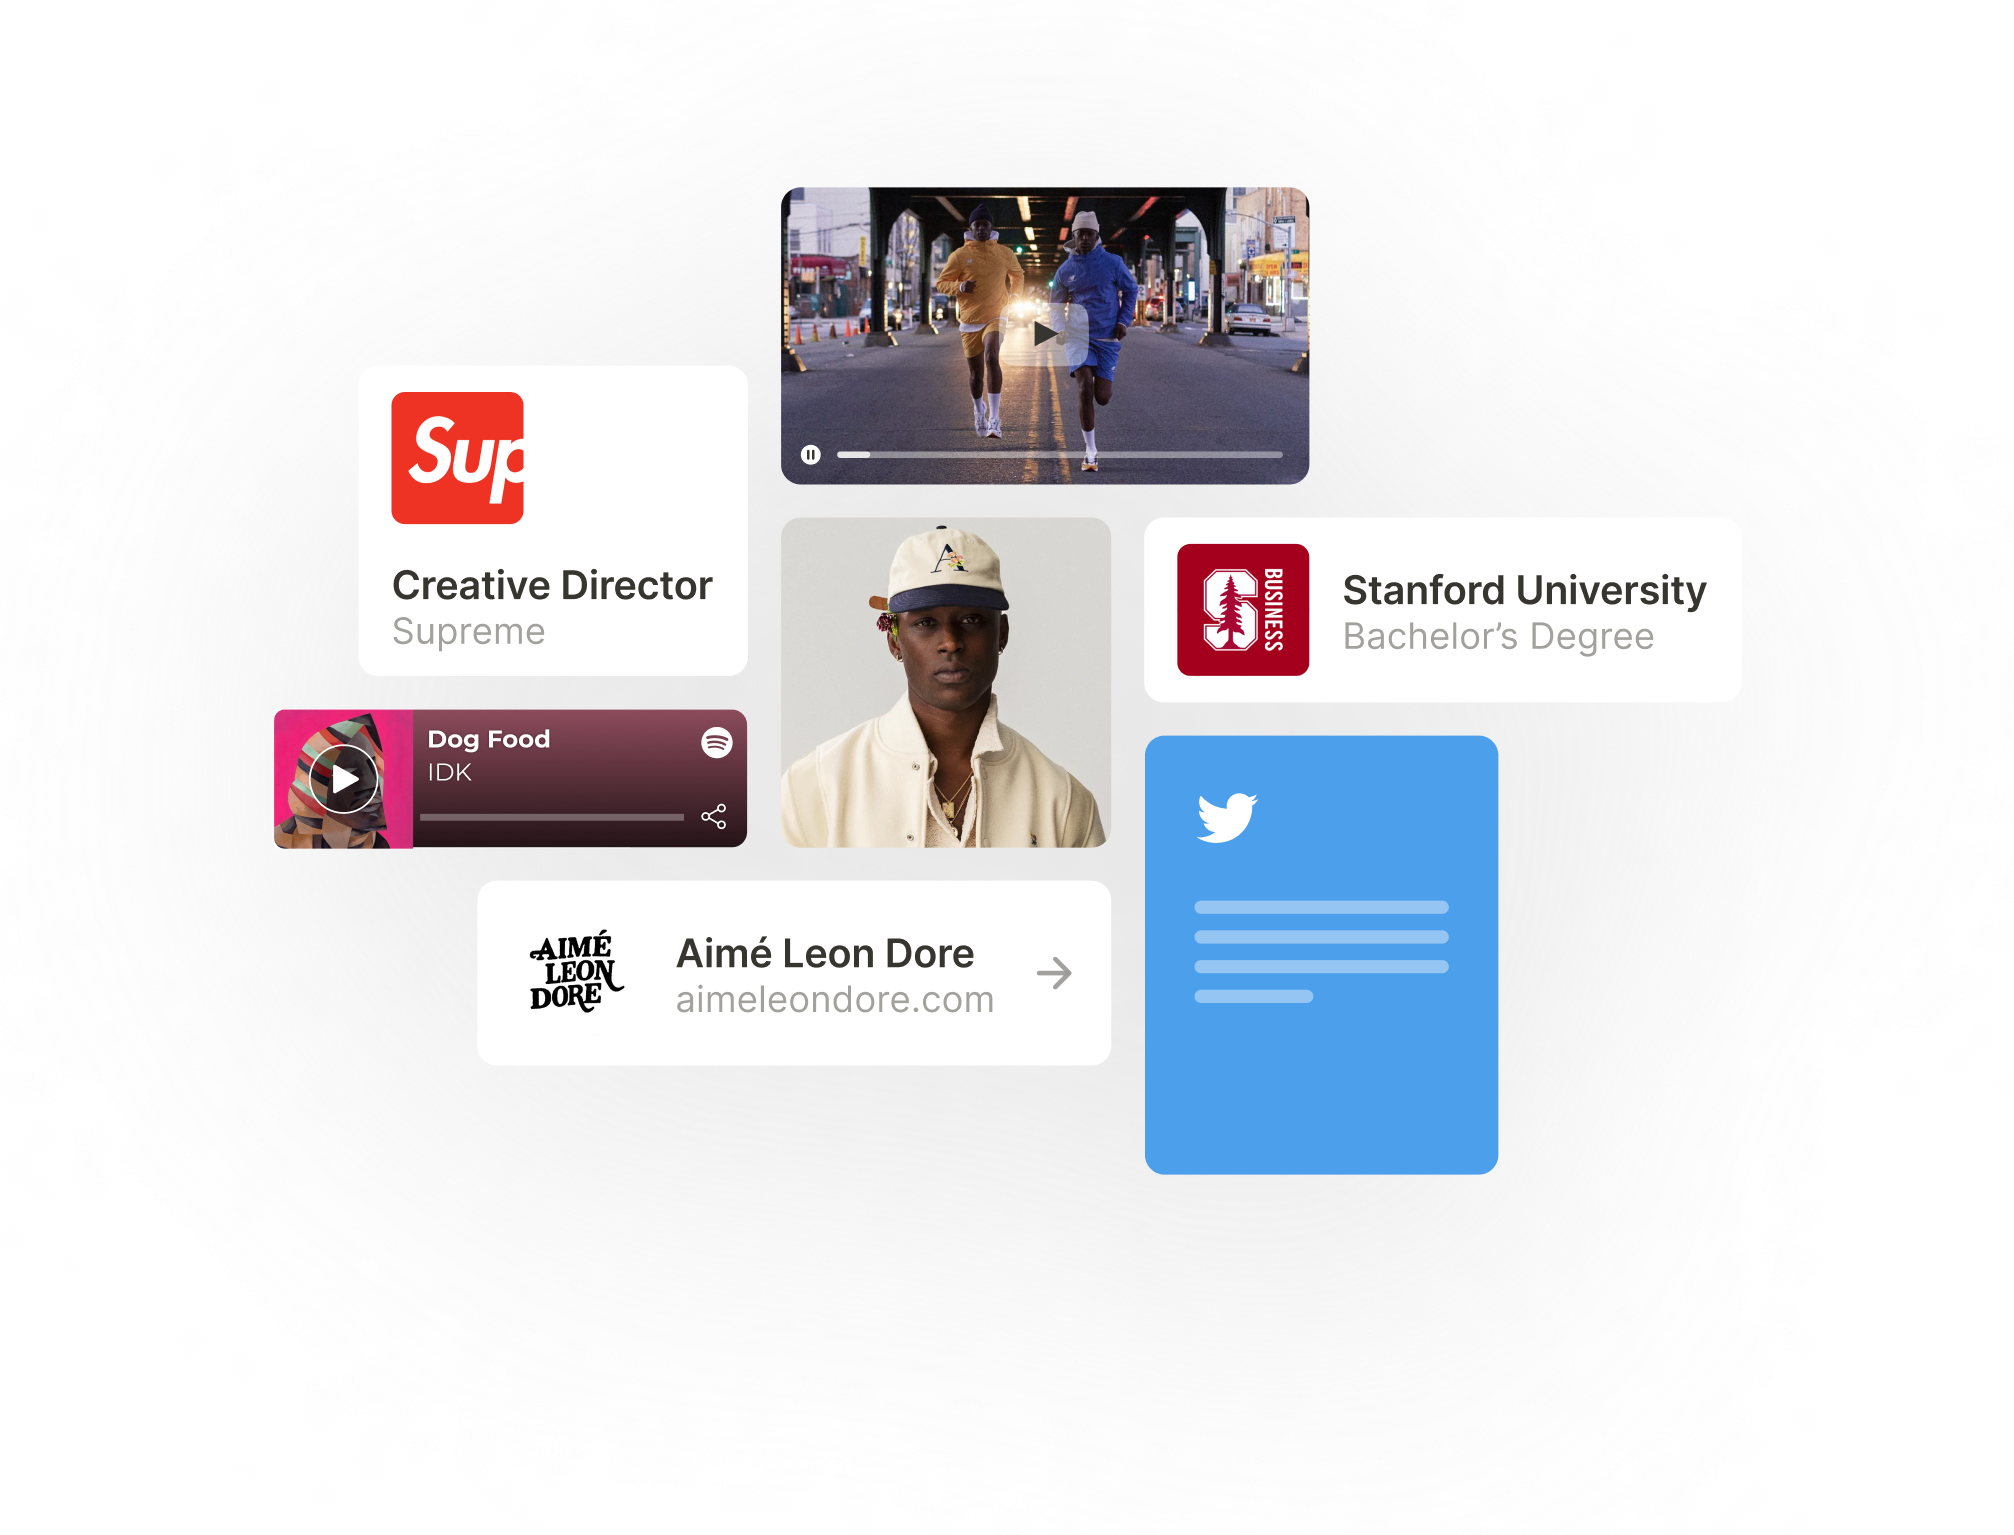 Sup
Creative Director
Supreme
A
BUSINESS
Stanford University
Bachelor’s Degree
Dog Food
IDK
AIMÉ
LEON
DORE
Aimé Leon Dore
aimeleondore.com